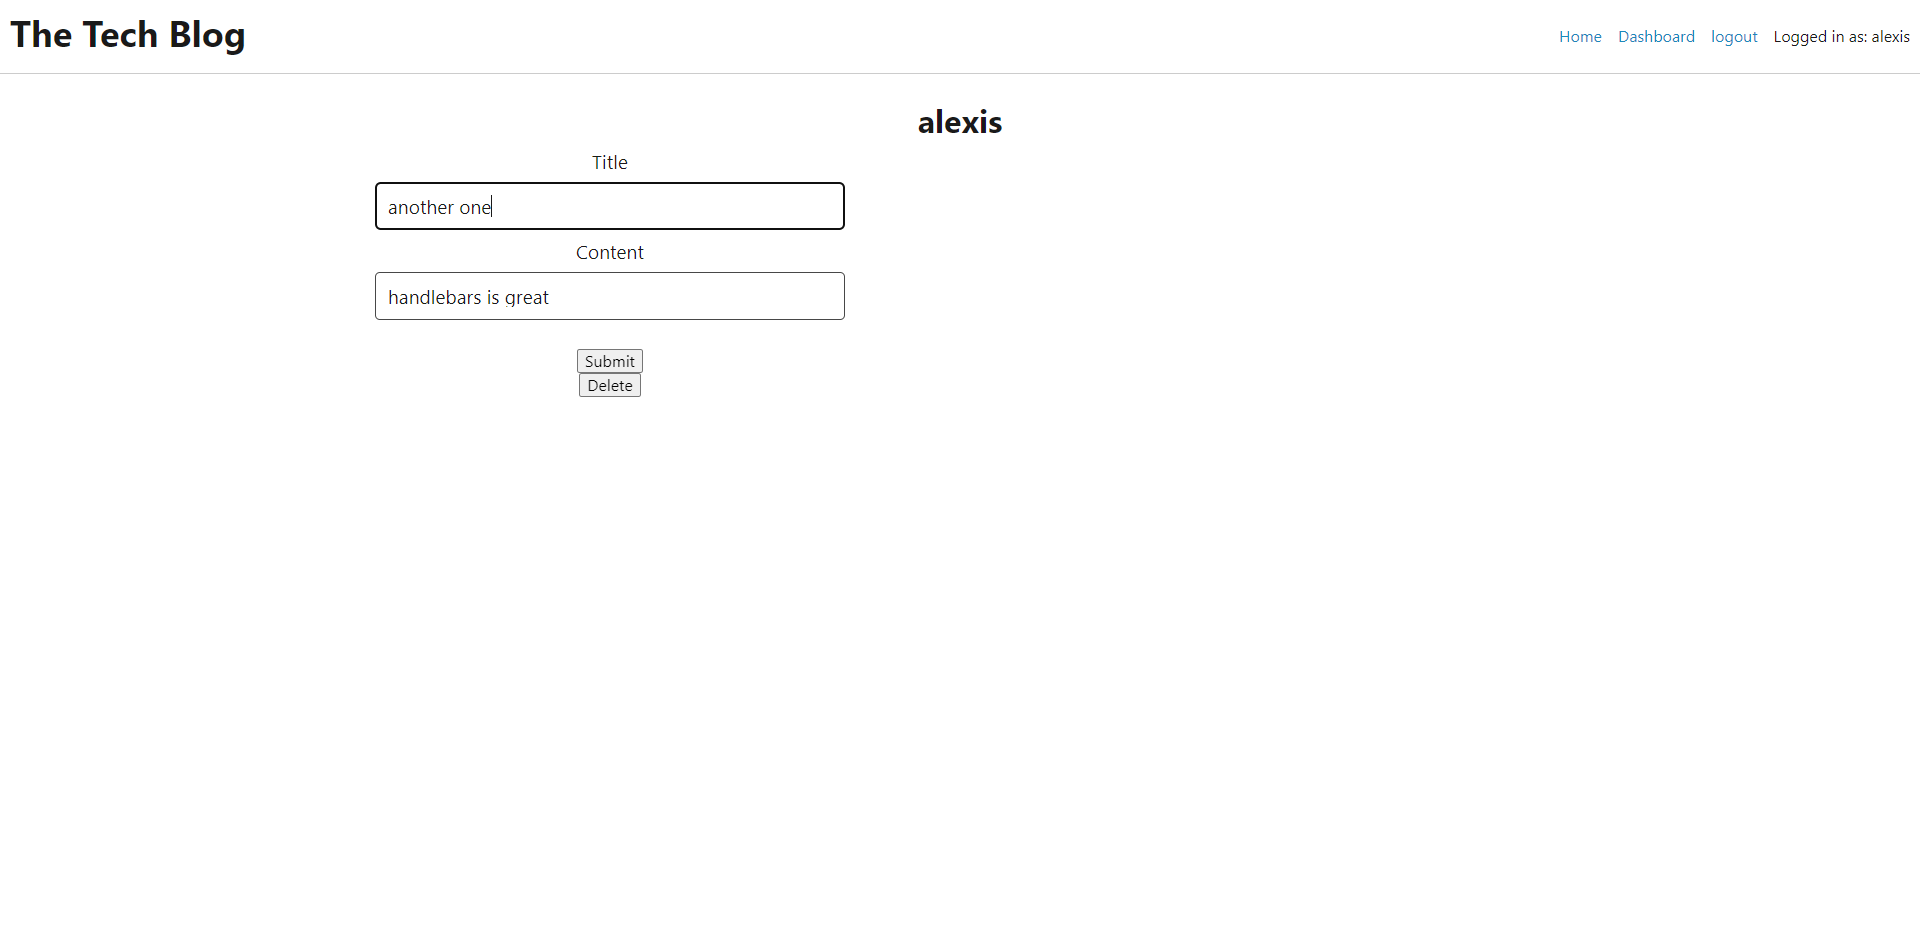 The Tech Blog
Home Dashboard logout Logged in as: alexis
alexis
Title
another one
Content
handlebars is great
Submit
Delete